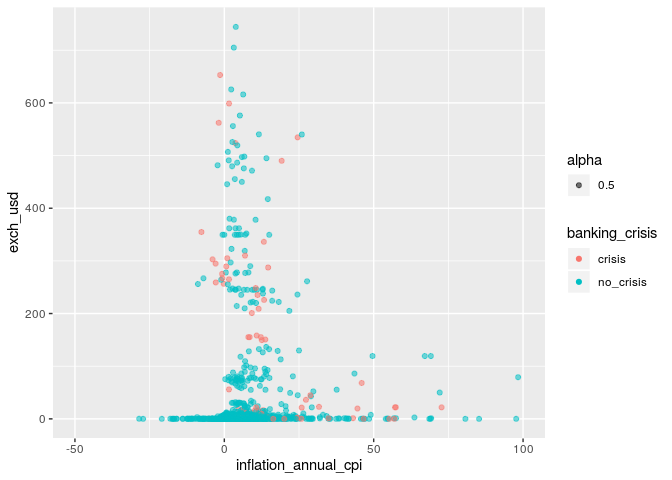 600
400
200
0
-50 0 50 100
inflation_annual_cpi
exch_usd
alpha
0.5
banking_crisis
crisis
no_crisis